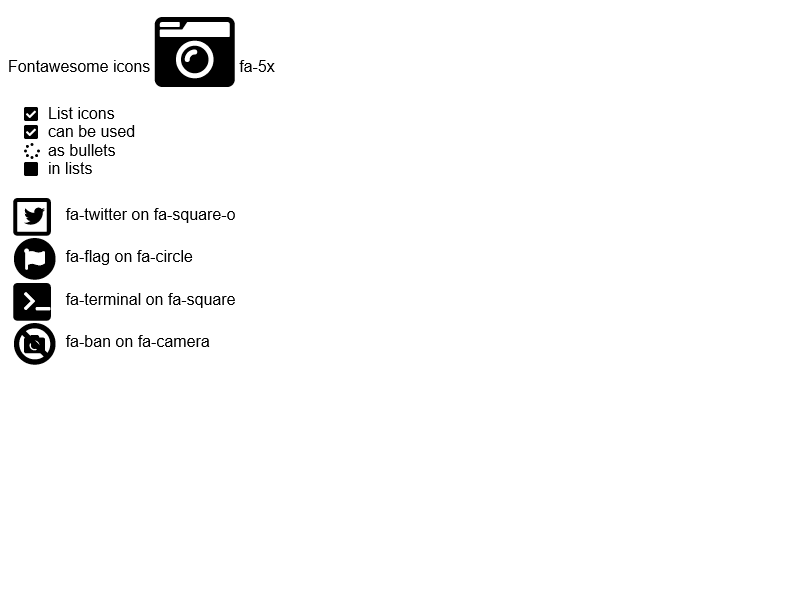 Fontawesome icons fa-5x
List icons
can be used
as bullets
in lists
fa-twitter on fa-square-o
fa-flag on fa-circle
fa-terminal on fa-square
fa-ban on fa-camera